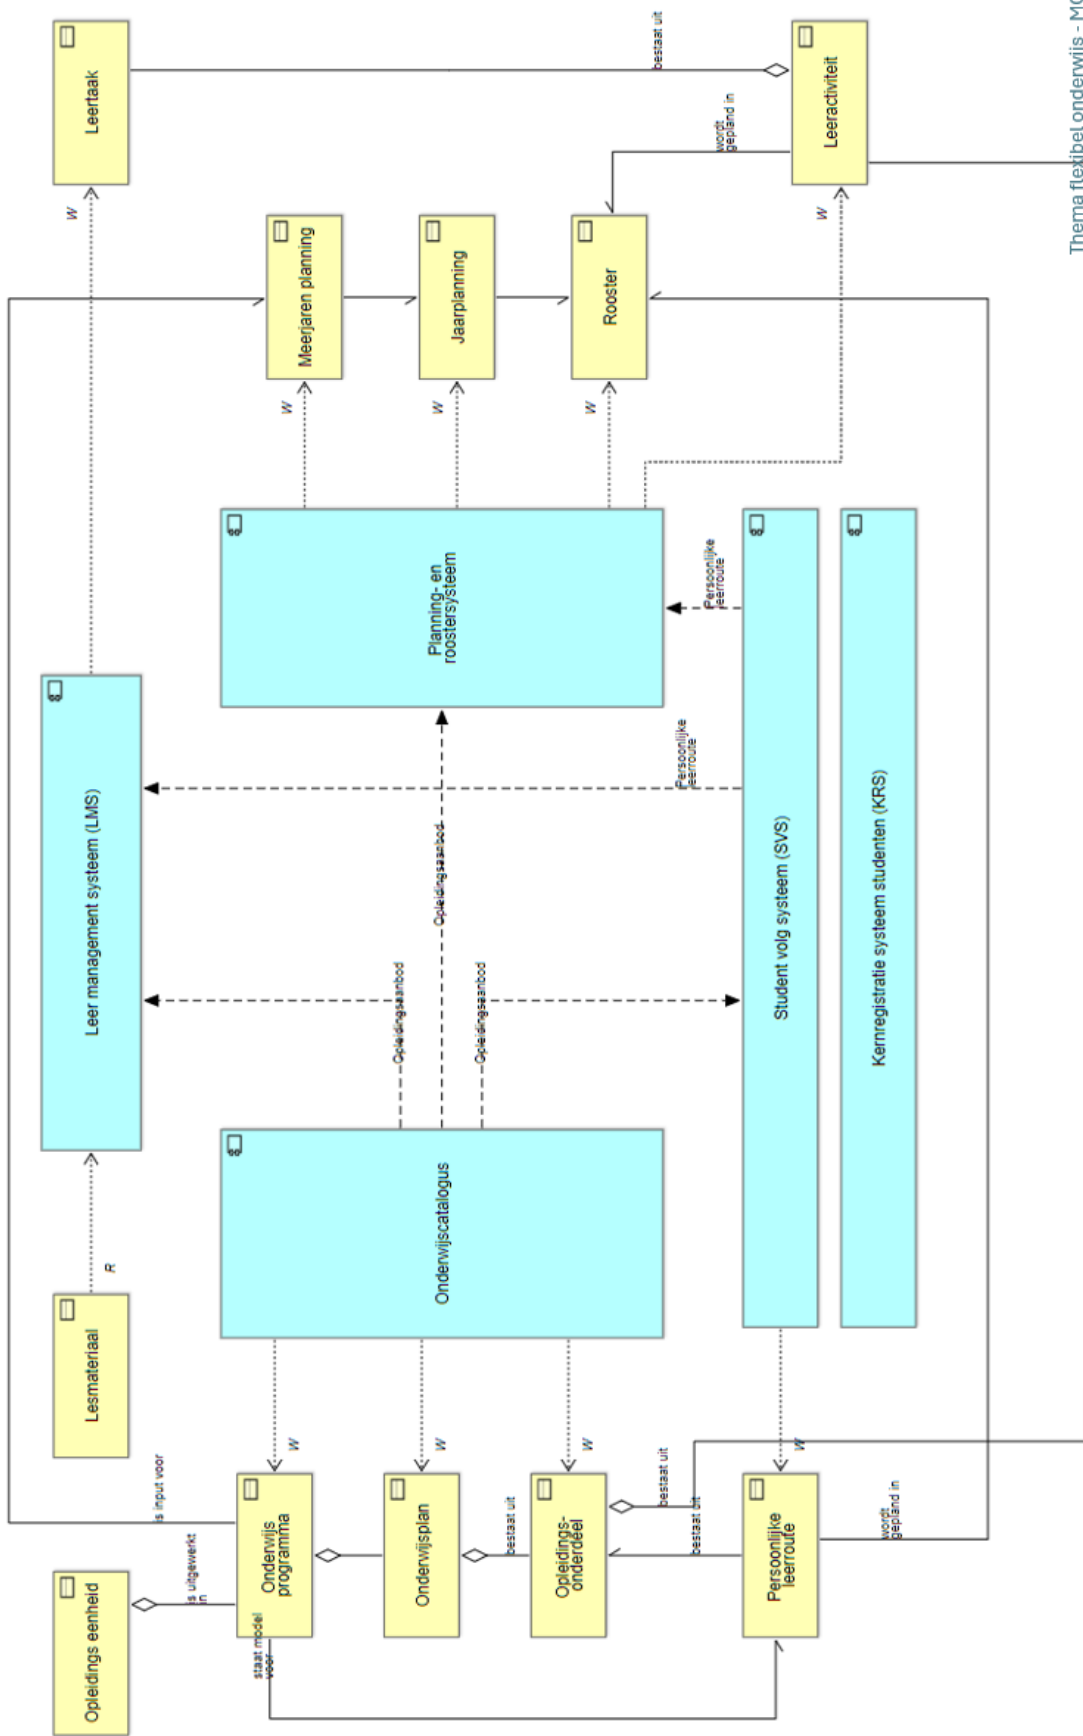 Opleidings eenheid
Lesmateriaal
Leer management systeem (LMS)
Leertaak
is uitgewerkt
in
is input voor
R
W
staat model
voor
Onderwijs
programma
W
Onderwijscatalogus
Opleidingsaanbod
Opleidingsaanbod
Opleidingsaanbod
Planning- en
roostersysteem
W
Meerjaren planning
Onderwijsplan
W
W
Jaarplanning
bestaat uit
Opleidings-
onderdeel
W
W
Rooster
bestaat uit
bestaat uit
Persoonlijke
leerroute
Persoonlijke
leerroute
wordt
gepland in
bestaat uit
Persoonlijke
leerroute
W
Student volg systeem (SVS)
W
Leeractiviteit
Kernregistratie systeem studenten (KRS)
wordt
gepland in
Thema flexibel onderwijs - MO